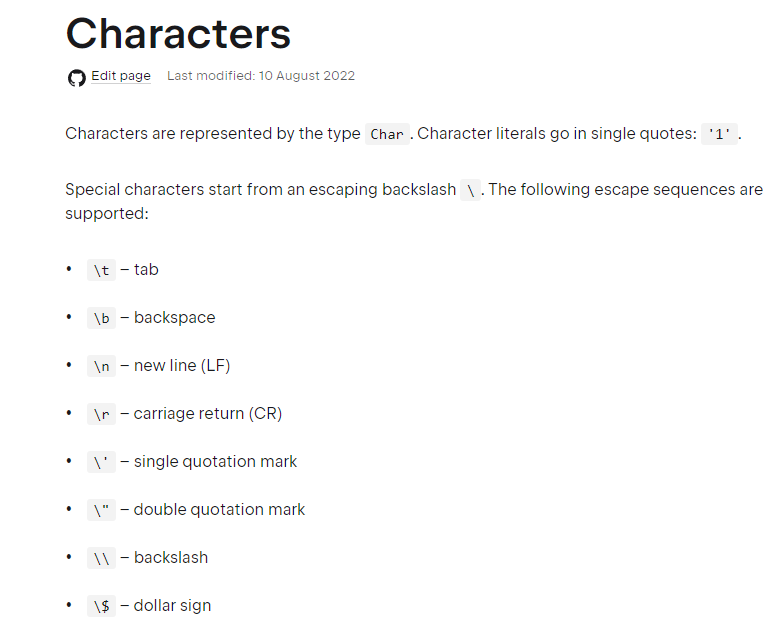 Characters
Edit page Last modified: 10 August 2022
Characters are represented by the type Char . Character literals go in single quotes: '1' .
Special characters start from an escaping backslash \ . The following escape sequences are
supported:
• \t – tab
• \b – backspace
• \n – new line (LF)
• \r – carriage return (CR)
• \' – single quotation mark
• \" – double quotation mark
• \\ – backslash
• \$ – dollar sign